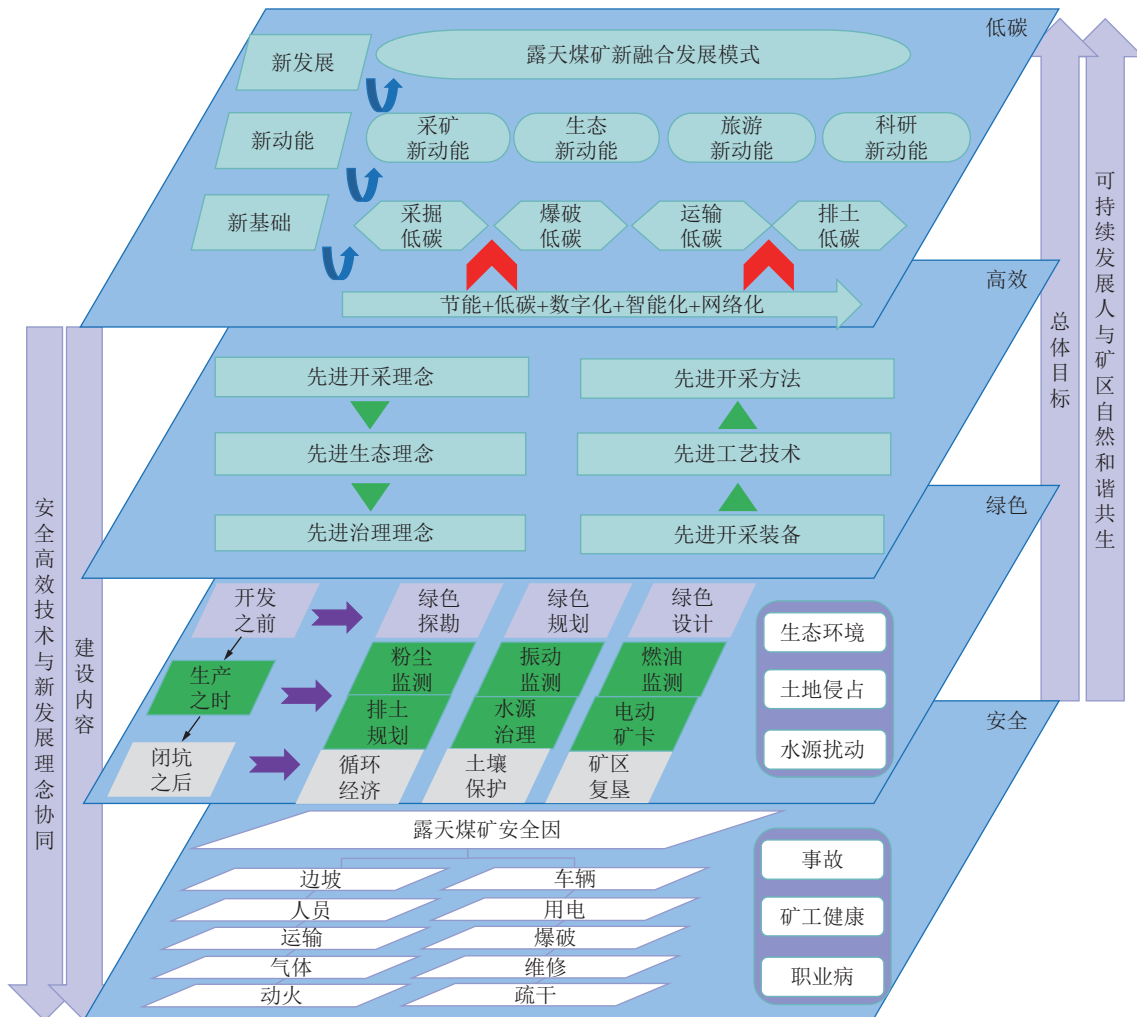 低碳
新发展
露天煤矿新融合发展模式
新动能
采矿
新动能
生态
新动能
旅游
新动能
科研
新动能
新基础
采掘
低碳
爆破
低碳
运输
低碳
排土
低碳
节能+低碳+数字化+智能化+网络化
高效
先进开采理念
先进开采方法
先进生态理念
先进工艺技术
先进治理理念
先进开采装备
绿色
开发
之前
绿色
探勘
绿色
规划
绿色
设计
生产
之时
粉尘
监测
振动
监测
燃油
监测
排土
规划
水源
治理
电动
矿卡
闭坑
之后
循环
经济
土壤
保护
矿区
复垦
生态环境
土地侵占
水源扰动
安全
露天煤矿安全因
边坡
车辆
人员
用电
运输
爆破
气体
维修
动火
疏干
事故
矿工健康
职业病
安全高效技术与新发展理念协同
建设内容
总体目标
可持续发展人与矿区自然和谐共生